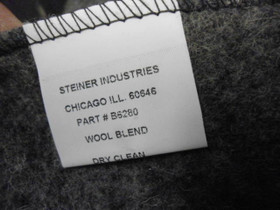 STEINER INDUSTRIES
CHICAGO ILL. 60646
PART # B6280
WOOL BLEND
DRY CLEAN